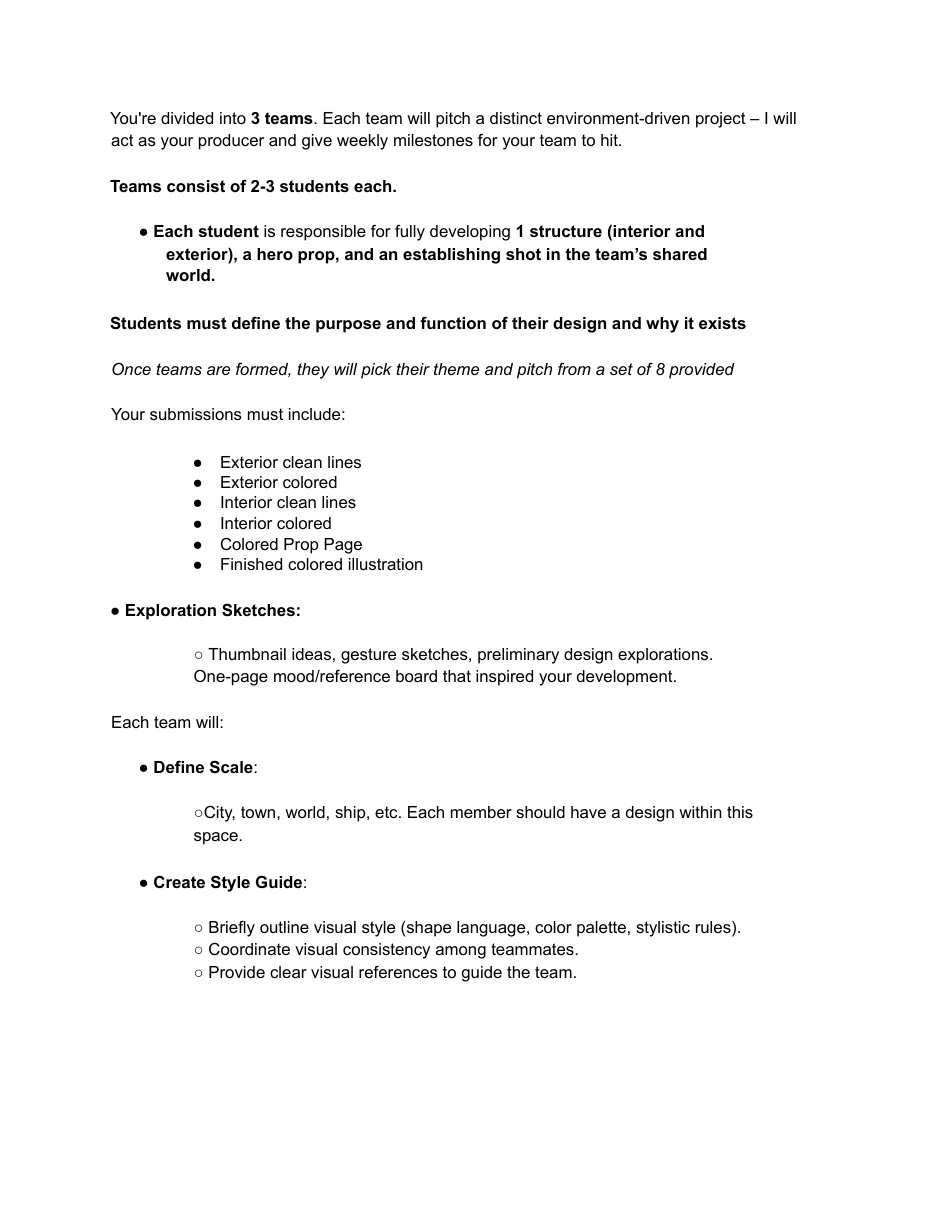 You're divided into 3 teams. Each team will pitch a distinct environment-driven project – I will
act as your producer and give weekly milestones for your team to hit.
Teams consist of 2-3 students each.
● Each student is responsible for fully developing 1 structure (interior and
exterior), a hero prop, and an establishing shot in the team’s shared
world.
Students must define the purpose and function of their design and why it exists
Once teams are formed, they will pick their theme and pitch from a set of 8 provided
Your submissions must include:
● Exterior clean lines
● Exterior colored
● Interior clean lines
● Interior colored
● Colored Prop Page
● Finished colored illustration
● Exploration Sketches:
○ Thumbnail ideas, gesture sketches, preliminary design explorations.
One-page mood/reference board that inspired your development.
Each team will:
● Define Scale:
○City, town, world, ship, etc. Each member should have a design within this
space.
● Create Style Guide:
○ Briefly outline visual style (shape language, color palette, stylistic rules).
○ Coordinate visual consistency among teammates.
○ Provide clear visual references to guide the team.